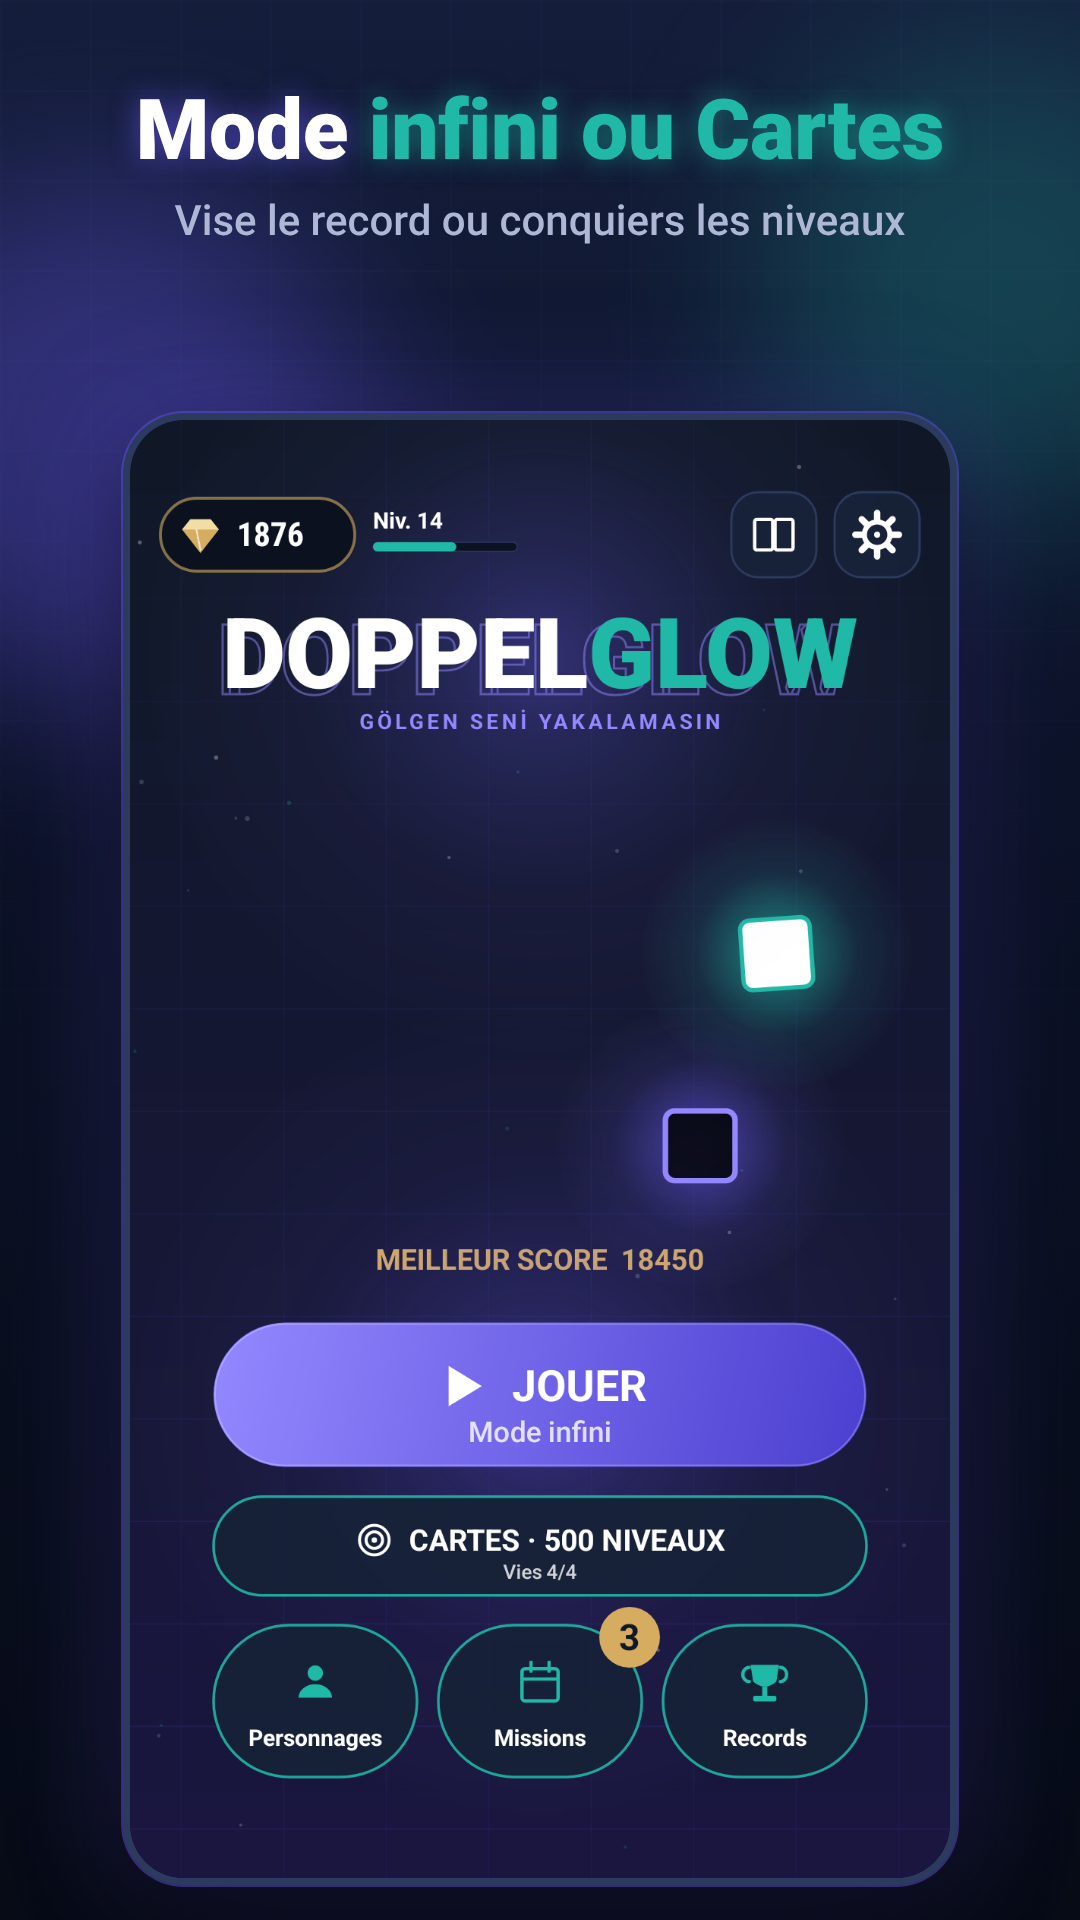 Mode infini ou Cartes
Vise le record ou conquiers les niveaux
1876
Niv. 14
DOPPELGLOW
GÖLGEN SENİ YAKALAMASIN
MEILLEUR SCORE 18450
JOUER
Mode infini
CARTES · 500 NIVEAUX
Vies 4/4
3
Personnages
Missions
Records